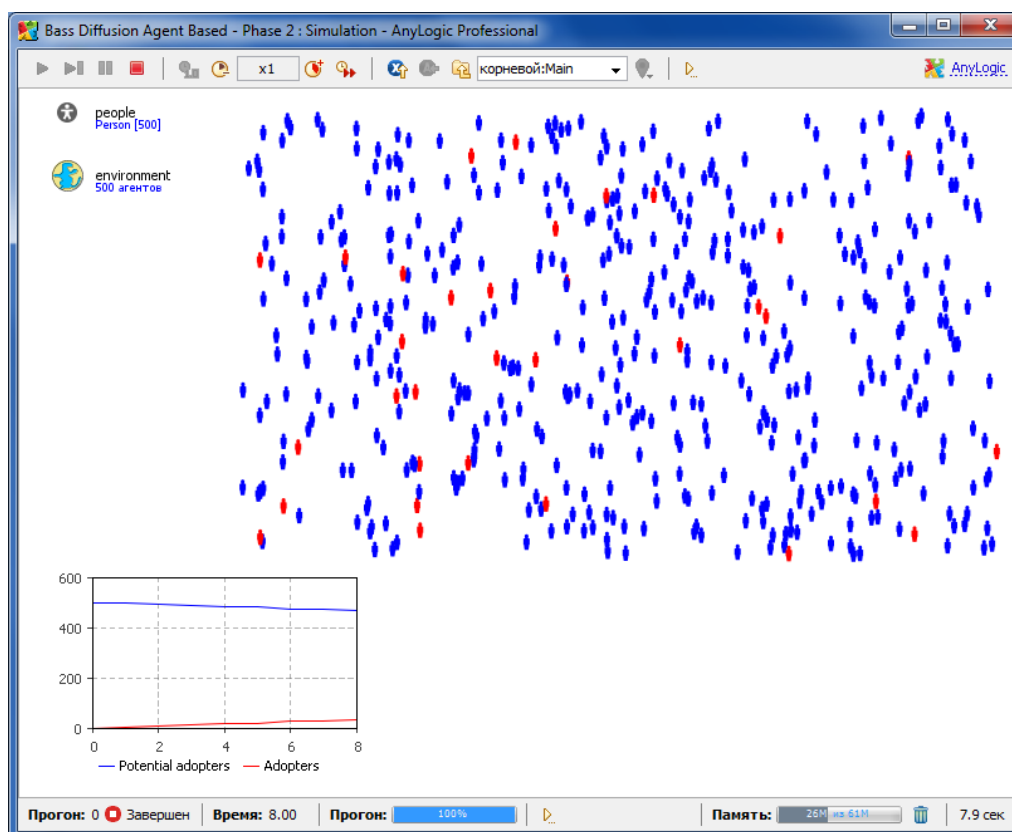 Bass Diffusion Agent Based - Phase 2 : Simulation - AnyLogic Professional
x1
корневой:Main
AnyLogic
people
Person [500]
environment
500 агентов
600
400
200
0
0 2 4 6 8
Potential adopters Adopters
Прогон: 0 Завершен Время: 8.00 Прогон: 100% Память: 26M из 61M 7.9 сек